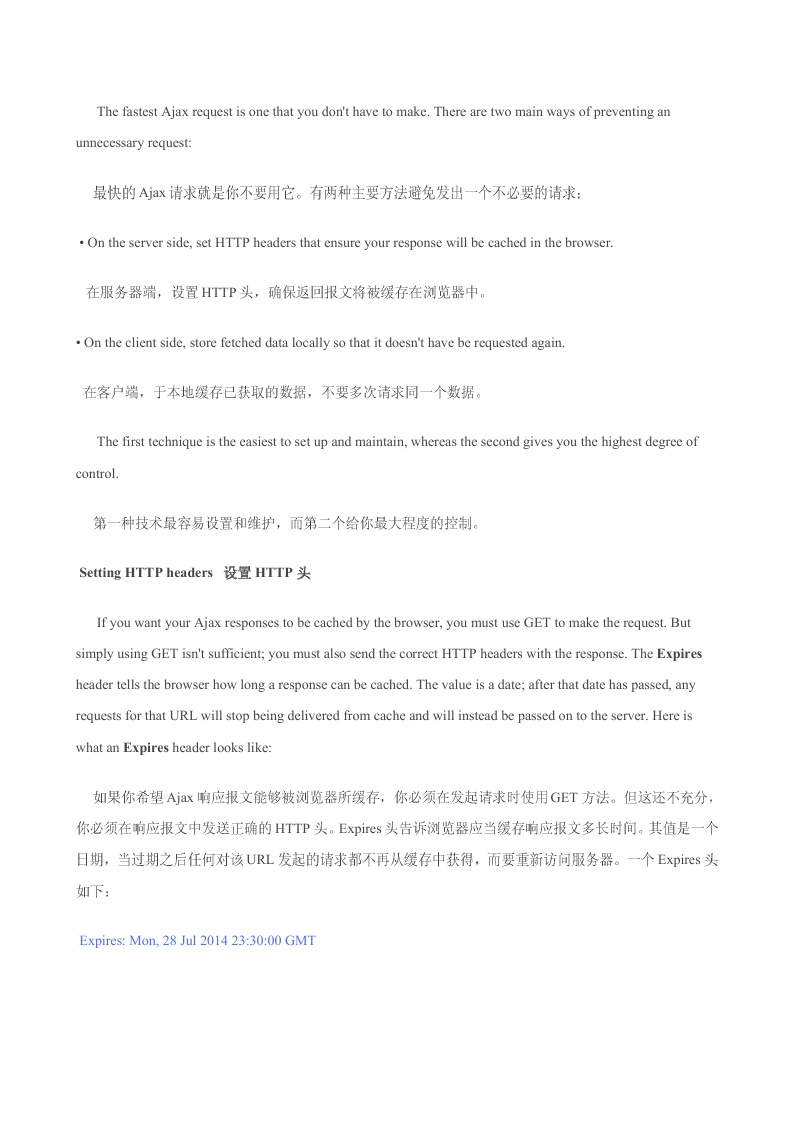 The fastest Ajax request is one that you don't have to make. There are two main ways of preventing an
unnecessary request:
最快的 Ajax 请求就是你不要用它。有两种主要方法避免发出一个不必要的请求；
• On the server side, set HTTP headers that ensure your response will be cached in the browser.
在服务器端，设置 HTTP 头，确保返回报文将被缓存在浏览器中。
• On the client side, store fetched data locally so that it doesn't have be requested again.
在客户端，于本地缓存已获取的数据，不要多次请求同一个数据。
The first technique is the easiest to set up and maintain, whereas the second gives you the highest degree of
control.
第一种技术最容易设置和维护，而第二个给你最大程度的控制。
Setting HTTP headers 设置 HTTP 头
If you want your Ajax responses to be cached by the browser, you must use GET to make the request. But
simply using GET isn't sufficient; you must also send the correct HTTP headers with the response. The Expires
header tells the browser how long a response can be cached. The value is a date; after that date has passed, any
requests for that URL will stop being delivered from cache and will instead be passed on to the server. Here is
what an Expires header looks like:
如果你希望 Ajax 响应报文能够被浏览器所缓存，你必须在发起请求时使用 GET 方法。但这还不充分，
你必须在响应报文中发送正确的 HTTP 头。Expires 头告诉浏览器应当缓存响应报文多长时间。其值是一个
日期，当过期之后任何对该 URL 发起的请求都不再从缓存中获得，而要重新访问服务器。一个 Expires 头
如下：
Expires: Mon, 28 Jul 2014 23:30:00 GMT